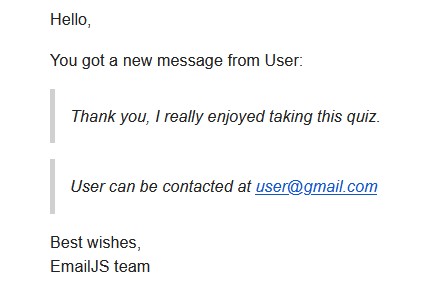 Hello,
You got a new message from User:
Thank you, I really enjoyed taking this quiz.
User can be contacted at user@gmail.com
Best wishes,
EmailJS team